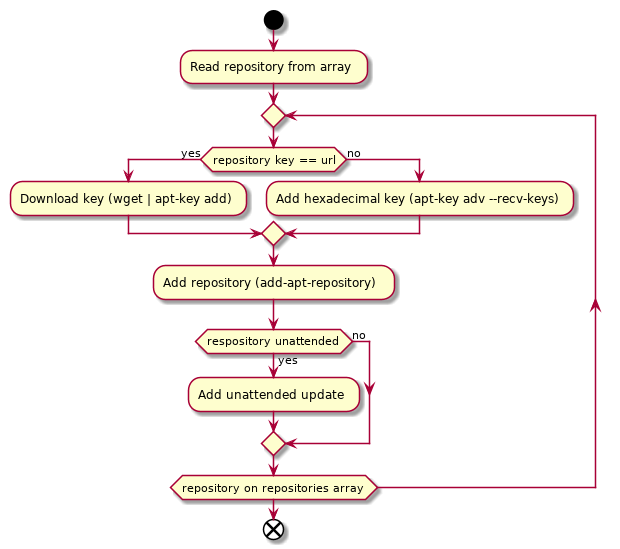 Read repository from array
repository key == url
yes
no
Download key (wget | apt-key add)
Add hexadecimal key (apt-key adv --recv-keys)
Add repository (add-apt-repository)
respository unattended
no
yes
Add unattended update
repository on repositories array